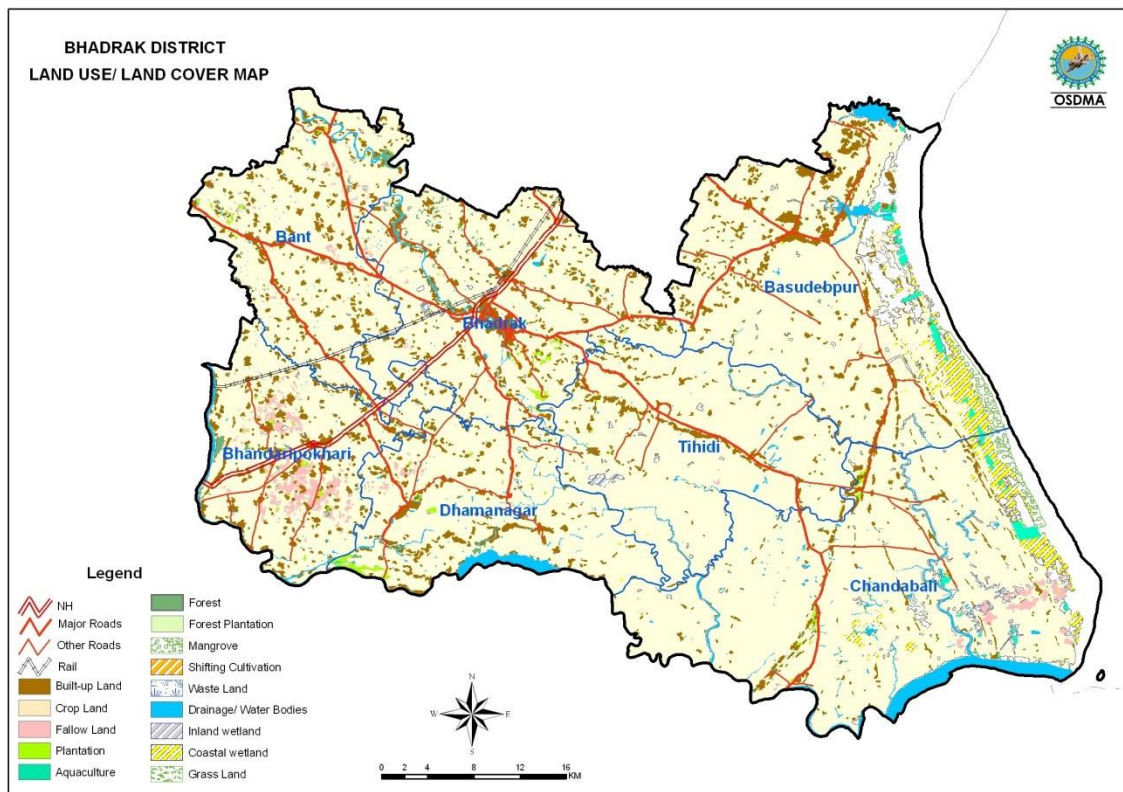 BHADRAK DISTRICT
LAND USE/ LAND COVER MAP
OSDMA
Bant
Basudebpur
Bhadrak
Bhandaripokhari
Tihidi
Dhamanagar
Chandabali
Legend
NH
Major Roads
Other Roads
Rail
Built-up Land
Crop Land
Fallow Land
Plantation
Aquaculture
Forest
Forest Plantation
Mangrove
Shifting Cultivation
Waste Land
Drainage/ Water Bodies
Inland wetland
Coastal wetland
Grass Land
N
W E
S
0 2 4 8 12 16
KM